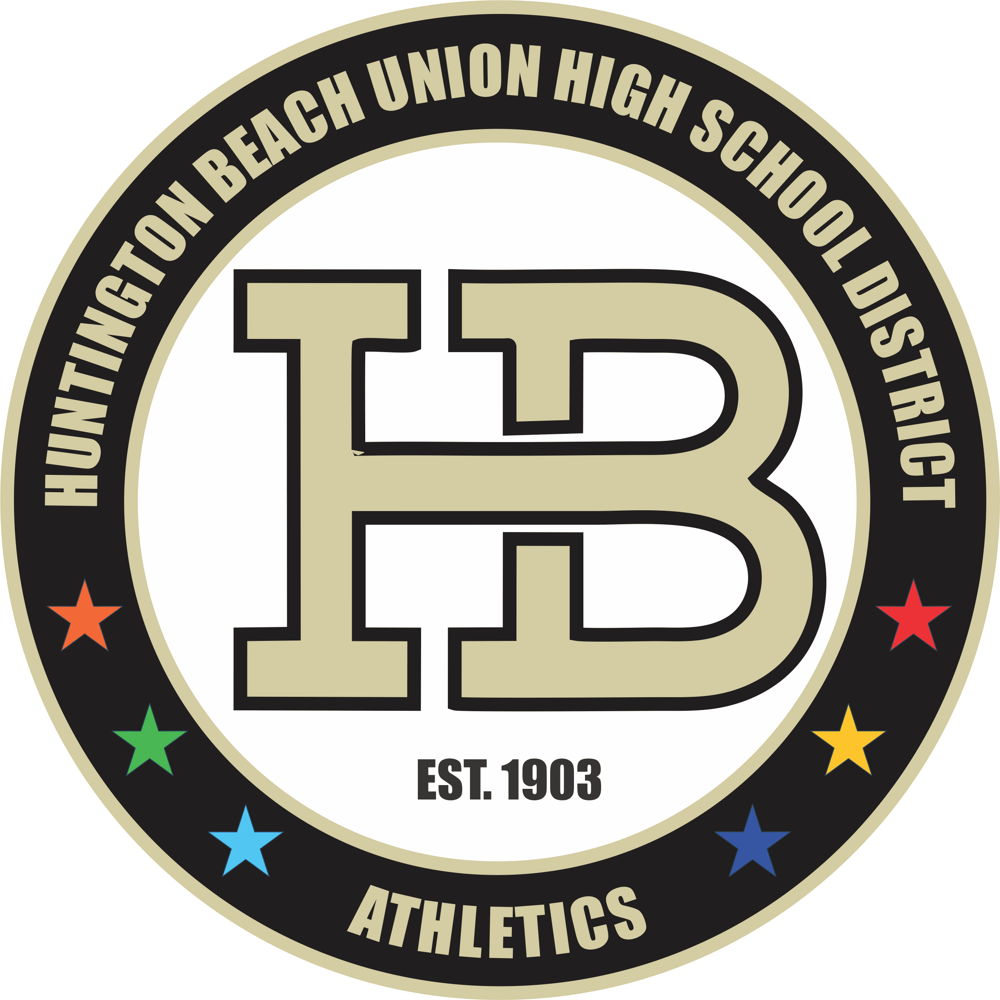 HUNTINGTON BEACH UNION HIGH SCHOOL DISTRICT
HB
EST. 1903
ATHLETICS